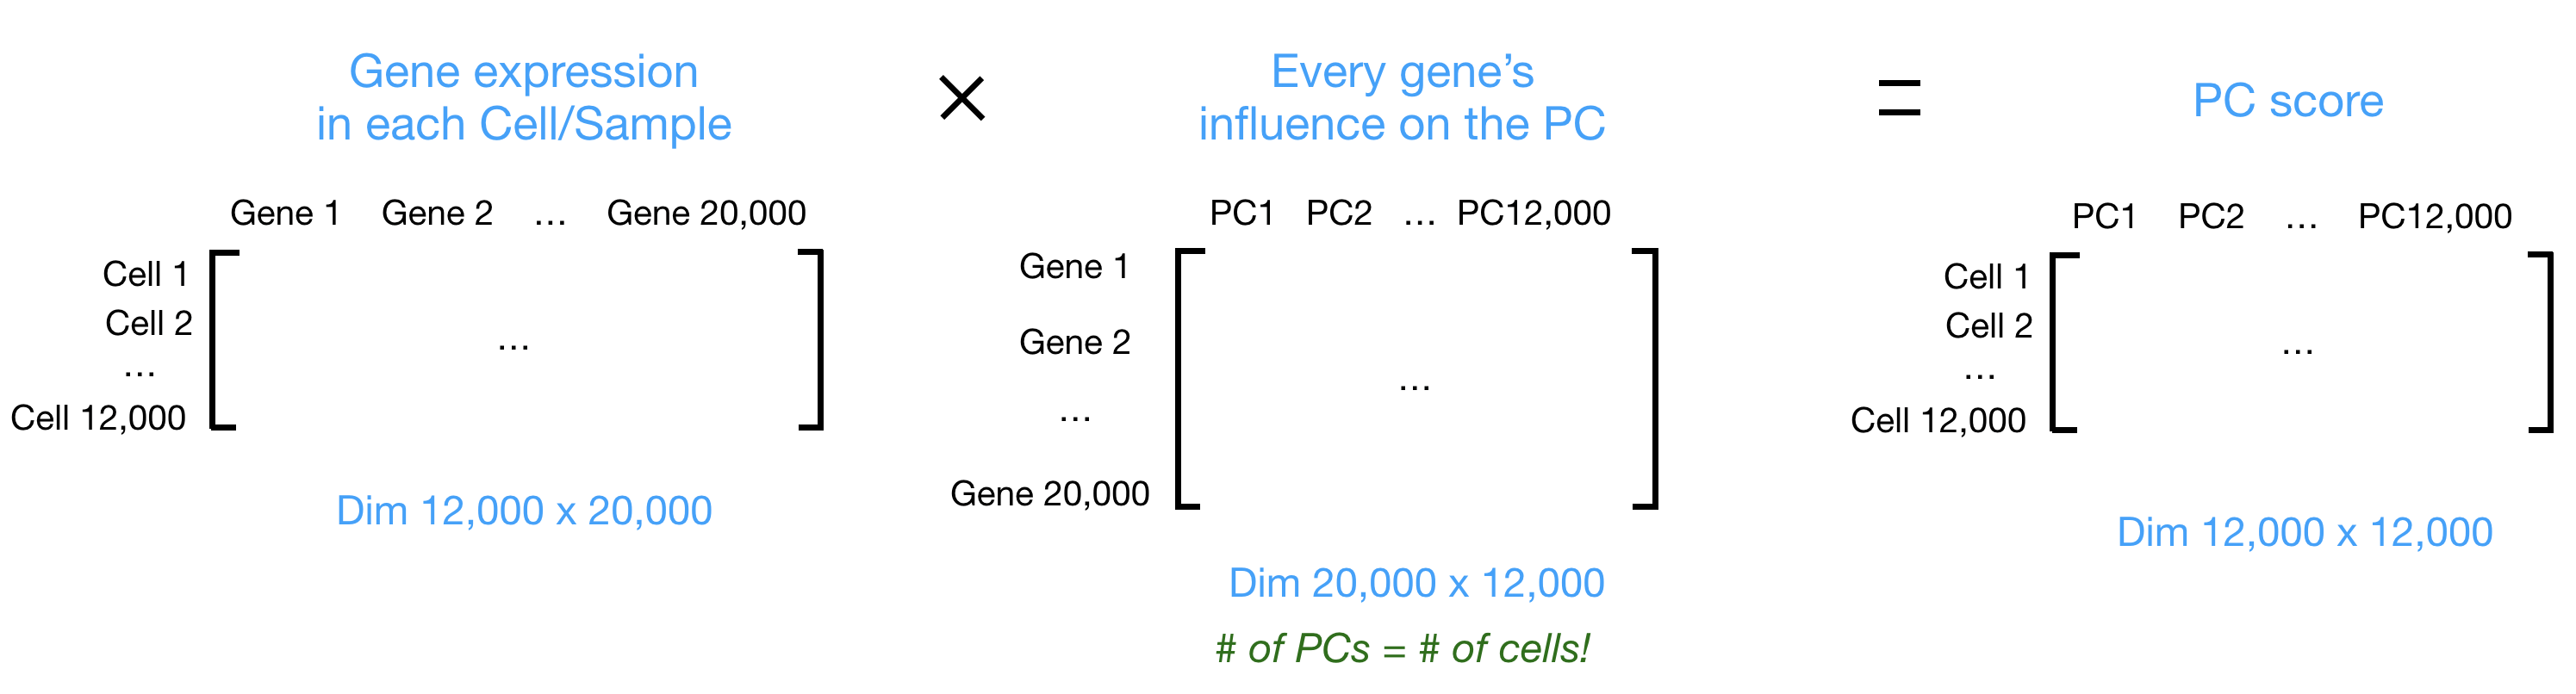 Gene expression
in each Cell/Sample
×
Every gene’s
influence on the PC
=
PC score
Gene 1 Gene 2 ... Gene 20,000
Cell 1
Cell 2
...
Cell 12,000
...
Dim 12,000 x 20,000
PC1 PC2 ... PC12,000
Gene 1
Gene 2
...
Gene 20,000
...
Dim 20,000 x 12,000
# of PCs = # of cells!
PC1 PC2 ... PC12,000
Cell 1
Cell 2
...
Cell 12,000
...
Dim 12,000 x 12,000